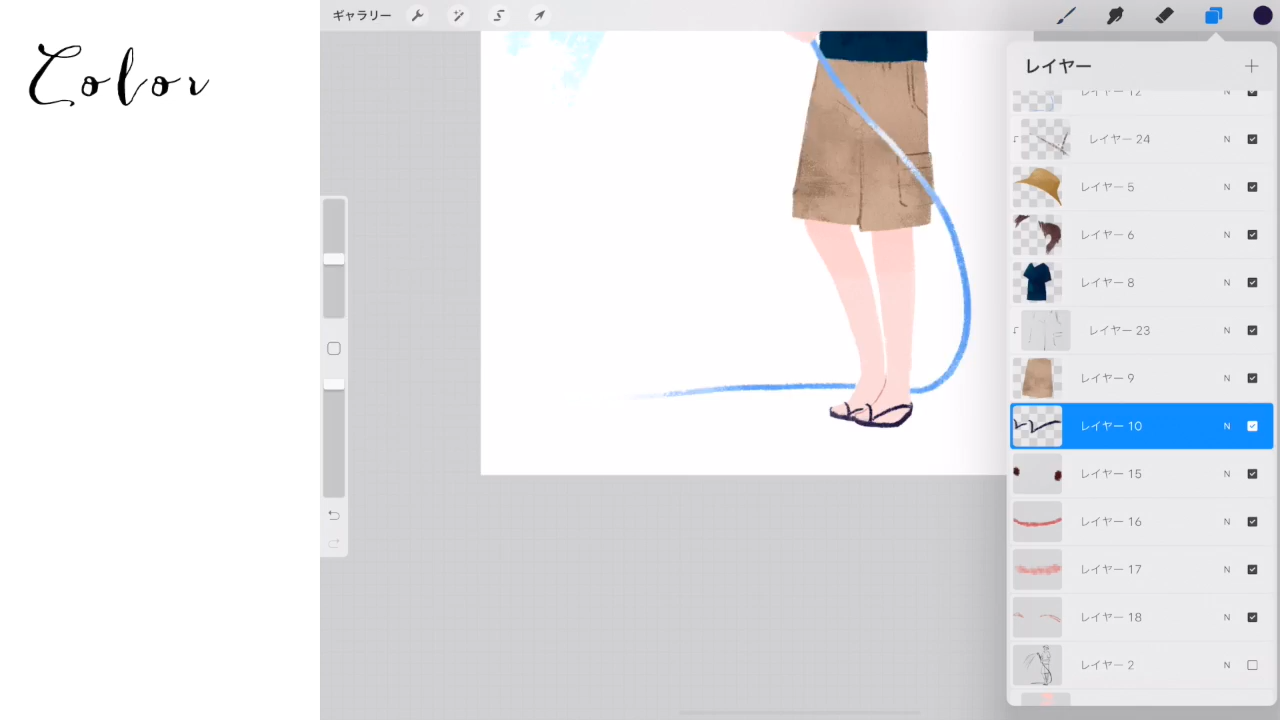 Color
ギャラリー
レイヤー
レイヤー 12 N
レイヤー 24 N
レイヤー 5 N
レイヤー 6 N
レイヤー 8 N
レイヤー 23 N
レイヤー 9 N
レイヤー 10 N
レイヤー 15 N
レイヤー 16 N
レイヤー 17 N
レイヤー 18 N
レイヤー 2 N